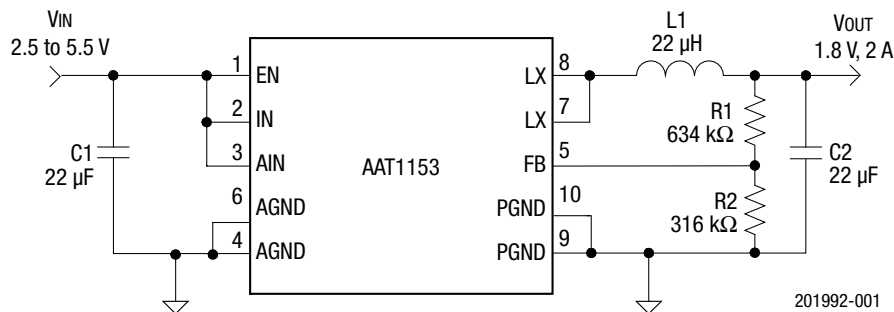 VIN
2.5 to 5.5 V
C1
22 µF
1
EN
2
IN
3
AIN
6
AGND
4
AGND
AAT1153
LX
8
LX
7
FB
5
PGND
10
PGND
9
L1
22 µH
VOUT
1.8 V, 2 A
R1
634 kΩ
R2
316 kΩ
C2
22 µF
201992-001